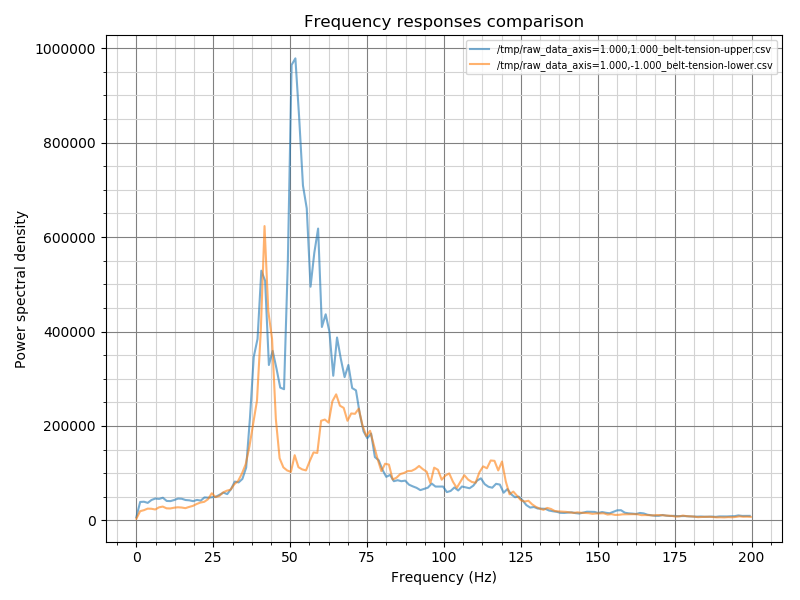 Frequency responses comparison
/tmp/raw_data_axis=1.000,1.000_belt-tension-upper.csv
/tmp/raw_data_axis=1.000,-1.000_belt-tension-lower.csv
1000000
800000
600000
400000
200000
0
Power spectral density
0 25 50 75 100 125 150 175 200
Frequency (Hz)